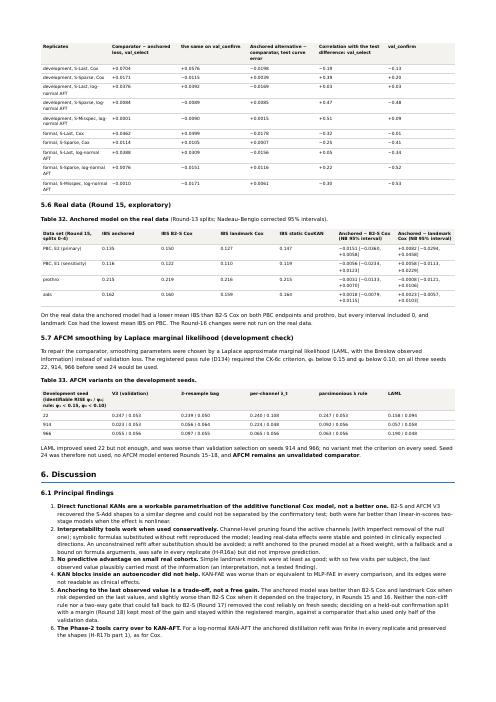 Replicates | Comparator − anchored loss, val_select | the same on val_confirm | Anchored alternative − comparator, test curve error | Correlation with the test difference: val_select | val_confirm
development, S-Last, Cox | +0.0704 | +0.0576 | −0.0198 | −0.19 | −0.13
development, S-Sparse, Cox | +0.0171 | −0.0115 | +0.0039 | +0.39 | +0.20
development, S-Last, log-normal AFT | +0.0376 | +0.0392 | −0.0169 | +0.03 | +0.03
development, S-Sparse, log-normal AFT | +0.0084 | −0.0089 | +0.0085 | +0.47 | −0.48
development, S-Misspec, log-normal AFT | +0.0001 | −0.0090 | +0.0015 | +0.51 | +0.09
formal, S-Last, Cox | +0.0462 | +0.0499 | −0.0178 | −0.32 | −0.01
formal, S-Sparse, Cox | +0.0114 | +0.0105 | +0.0007 | −0.25 | −0.41
formal, S-Last, log-normal AFT | +0.0388 | +0.0309 | −0.0156 | +0.05 | −0.34
formal, S-Sparse, log-normal AFT | +0.0076 | −0.0151 | +0.0116 | +0.22 | −0.52
formal, S-Misspec, log-normal AFT | −0.0010 | −0.0171 | +0.0061 | −0.30 | −0.53
5.6 Real data (Round 15, exploratory)
Table 32. Anchored model on the real data (Round-13 splits; Nadeau-Bengio corrected 95% intervals).
Data set (Round 15, splits 0-4) | IBS anchored | IBS B2-S Cox | IBS landmark Cox | IBS static CoxKAN | Anchored − B2-S Cox (NB 95% interval) | Anchored − landmark Cox (NB 95% interval)
PBC, E2 (primary) | 0.135 | 0.150 | 0.127 | 0.147 | −0.0151 [−0.0360, +0.0058] | +0.0082 [−0.0294, +0.0458]
PBC, E1 (sensitivity) | 0.116 | 0.122 | 0.110 | 0.119 | −0.0056 [−0.0234, +0.0123] | +0.0058 [−0.0113, +0.0229]
prothro | 0.215 | 0.219 | 0.216 | 0.215 | −0.0031 [−0.0133, +0.0070] | −0.0008 [−0.0121, +0.0106]
aids | 0.162 | 0.160 | 0.159 | 0.164 | +0.0018 [−0.0079, +0.0115] | +0.0023 [−0.0057, +0.0103]
On the real data the anchored model had a lower mean IBS than B2-S Cox on both PBC endpoints and prothro, but every interval included 0, and
landmark Cox had the lowest mean IBS on PBC. The Round-16 changes were not run on the real data.
5.7 AFCM smoothing by Laplace marginal likelihood (development check)
To repair the comparator, smoothing parameters were chosen by a Laplace approximate marginal likelihood (LAML, with the Breslow observed
information) instead of validation loss. The registered pass rule (D134) required the CK-6c criterion, φ₁ below 0.15 and φ₂ below 0.10, on all three seeds
22, 914, 966 before seed 24 would be used.
Table 33. AFCM variants on the development seeds.
Development seed (identifiable RISE φ₁ / φ₂; rule: φ₁ < 0.15, φ₂ < 0.10) | V3 (validation) | 3-resample bag | per-channel λ_t | parsimonious λ rule | LAML
22 | 0.247 / 0.053 | 0.239 / 0.050 | 0.240 / 0.108 | 0.247 / 0.053 | 0.158 / 0.094
914 | 0.023 / 0.053 | 0.056 / 0.064 | 0.224 / 0.048 | 0.092 / 0.056 | 0.057 / 0.058
966 | 0.055 / 0.056 | 0.097 / 0.055 | 0.065 / 0.056 | 0.063 / 0.056 | 0.190 / 0.048
LAML improved seed 22 but not enough, and was worse than validation selection on seeds 914 and 966; no variant met the criterion on every seed. Seed
24 was therefore not used, no AFCM model entered Rounds 15-18, and AFCM remains an unvalidated comparator.
6. Discussion
6.1 Principal findings
1. Direct functional KANs are a workable parametrisation of the additive functional Cox model, not a better one. B2-S and AFCM V3
recovered the S-Add shapes to a similar degree and could not be separated by the confirmatory test; both were far better than linear-in-scores two-
stage models when the effect is nonlinear.
2. Interpretability tools work when used conservatively. Channel-level pruning found the active channels (with imperfect removal of the null
one); symbolic formulas substituted without refit reproduced the model; leading real-data effects were stable and pointed in clinically expected
directions. An unconstrained refit after substitution should be avoided; a refit anchored to the pruned model at a fixed weight, with a fallback and a
bound on formula arguments, was safe in every replicate (H-R16a) but did not improve prediction.
3. No predictive advantage on small real cohorts. Simple landmark models were at least as good; with so few visits per subject, the last
observed value plausibly carried most of the information (an interpretation, not a tested finding).
4. KAN blocks inside an autoencoder did not help. KAN-FAE was worse than or equivalent to MLP-FAE in every comparison, and its edges were
not readable as clinical effects.
5. Anchoring to the last observed value is a trade-off, not a free gain. The anchored model was better than B2-S Cox and landmark Cox when
risk depended on the last values, and slightly worse than B2-S Cox when it depended on the trajectory, in Rounds 15 and 16. Neither the non-cliff
rule nor a two-way gate that could fall back to B2-S (Round 17) removed the cost reliably on fresh seeds; deciding on a held-out confirmation split
with a margin (Round 18) kept most of the gain and stayed within the registered margin, against a comparator that also used only half of the
validation data.
6. The Phase-2 tools carry over to KAN-AFT. For a log-normal KAN-AFT the anchored distillation refit was finite in every replicate and preserved
the shapes (H-R17b part 1), as for Cox.